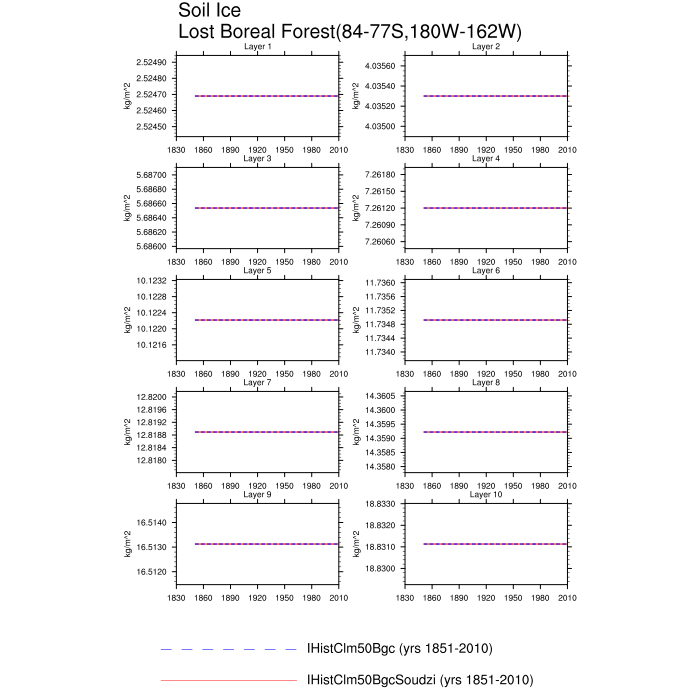 Soil Ice
Lost Boreal Forest(84-77S,180W-162W)
Layer 1
2.52490
2.52480
2.52470
2.52460
2.52450
kg/m^2
1830 1860 1890 1920 1950 1980 2010
Layer 2
4.03560
4.03540
4.03520
4.03500
kg/m^2
1830 1860 1890 1920 1950 1980 2010
Layer 3
5.68700
5.68680
5.68660
5.68640
5.68620
5.68600
kg/m^2
1830 1860 1890 1920 1950 1980 2010
Layer 4
7.26180
7.26150
7.26120
7.26090
7.26060
kg/m^2
1830 1860 1890 1920 1950 1980 2010
Layer 5
10.1232
10.1228
10.1224
10.1220
10.1216
kg/m^2
1830 1860 1890 1920 1950 1980 2010
Layer 6
11.7360
11.7356
11.7352
11.7348
11.7344
11.7340
kg/m^2
1830 1860 1890 1920 1950 1980 2010
Layer 7
12.8200
12.8196
12.8192
12.8188
12.8184
12.8180
kg/m^2
1830 1860 1890 1920 1950 1980 2010
Layer 8
14.3605
14.3600
14.3595
14.3590
14.3585
14.3580
kg/m^2
1830 1860 1890 1920 1950 1980 2010
Layer 9
16.5140
16.5130
16.5120
kg/m^2
1830 1860 1890 1920 1950 1980 2010
Layer 10
18.8330
18.8320
18.8310
18.8300
kg/m^2
1830 1860 1890 1920 1950 1980 2010
IHistClm50Bgc (yrs 1851-2010)
IHistClm50BgcSoudzi (yrs 1851-2010)